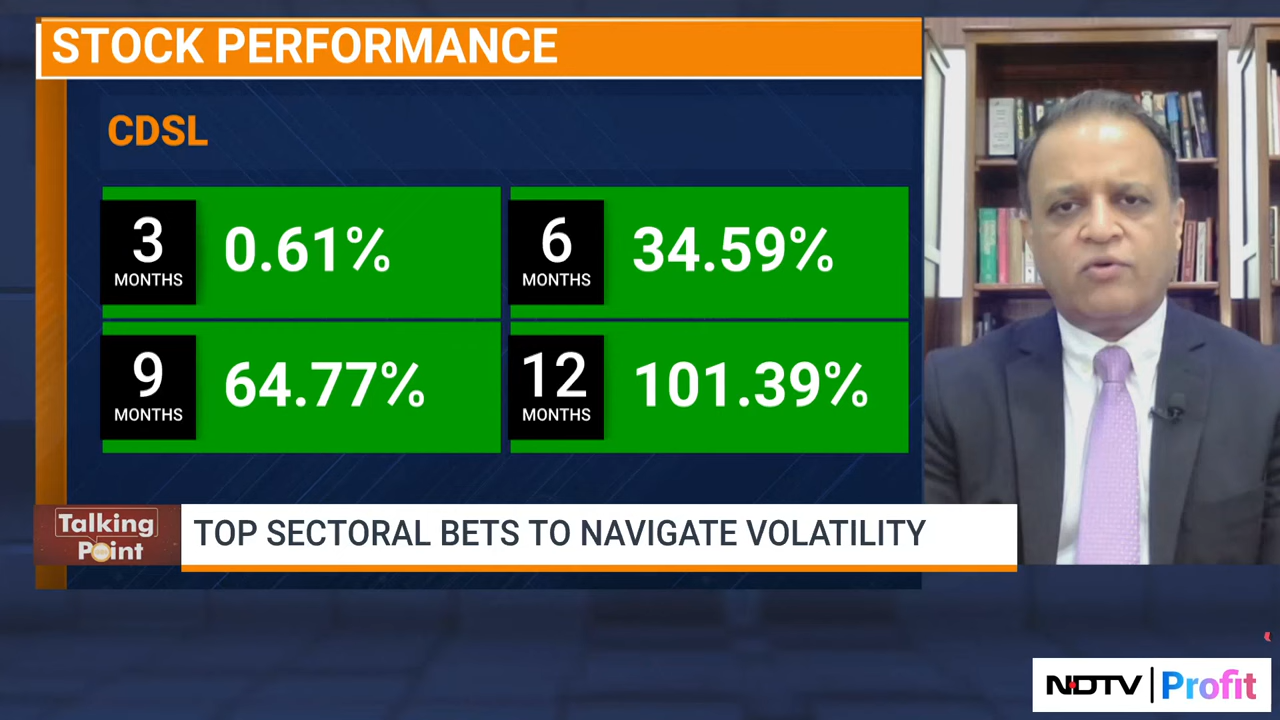 STOCK PERFORMANCE
CDSL
3
MONTHS
0.61%
6
MONTHS
34.59%
9
MONTHS
64.77%
12
MONTHS
101.39%
Talking
Point
TOP SECTORAL BETS TO NAVIGATE VOLATILITY
NDTV Profit